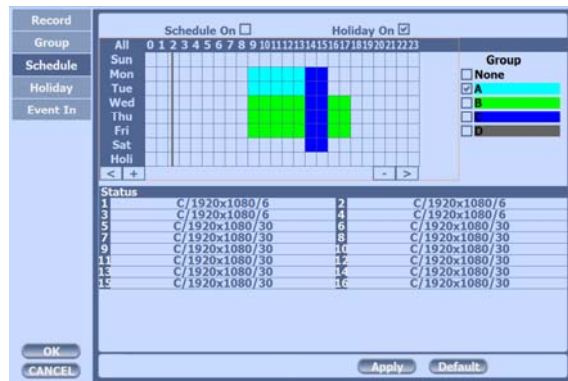 Record
Group
Schedule
Holiday
Event In
OK
CANCEL
Schedule On Holiday On
All 0 1 2 3 4 5 6 7 8 9 10 11 12 13 14 15 16 17 18 19 20 21 22 23
Sun
Mon
Tue
Wed
Thu
Fri
Sat
Holi
< + - >
Group
None
A
B
C
D
Status
1 C/1920x1080/6 2 C/1920x1080/6
3 C/1920x1080/6 4 C/1920x1080/6
5 C/1920x1080/30 6 C/1920x1080/30
7 C/1920x1080/30 8 C/1920x1080/30
9 C/1920x1080/30 10 C/1920x1080/30
11 C/1920x1080/30 12 C/1920x1080/30
13 C/1920x1080/30 14 C/1920x1080/30
15 C/1920x1080/30 16 C/1920x1080/30
Apply Default